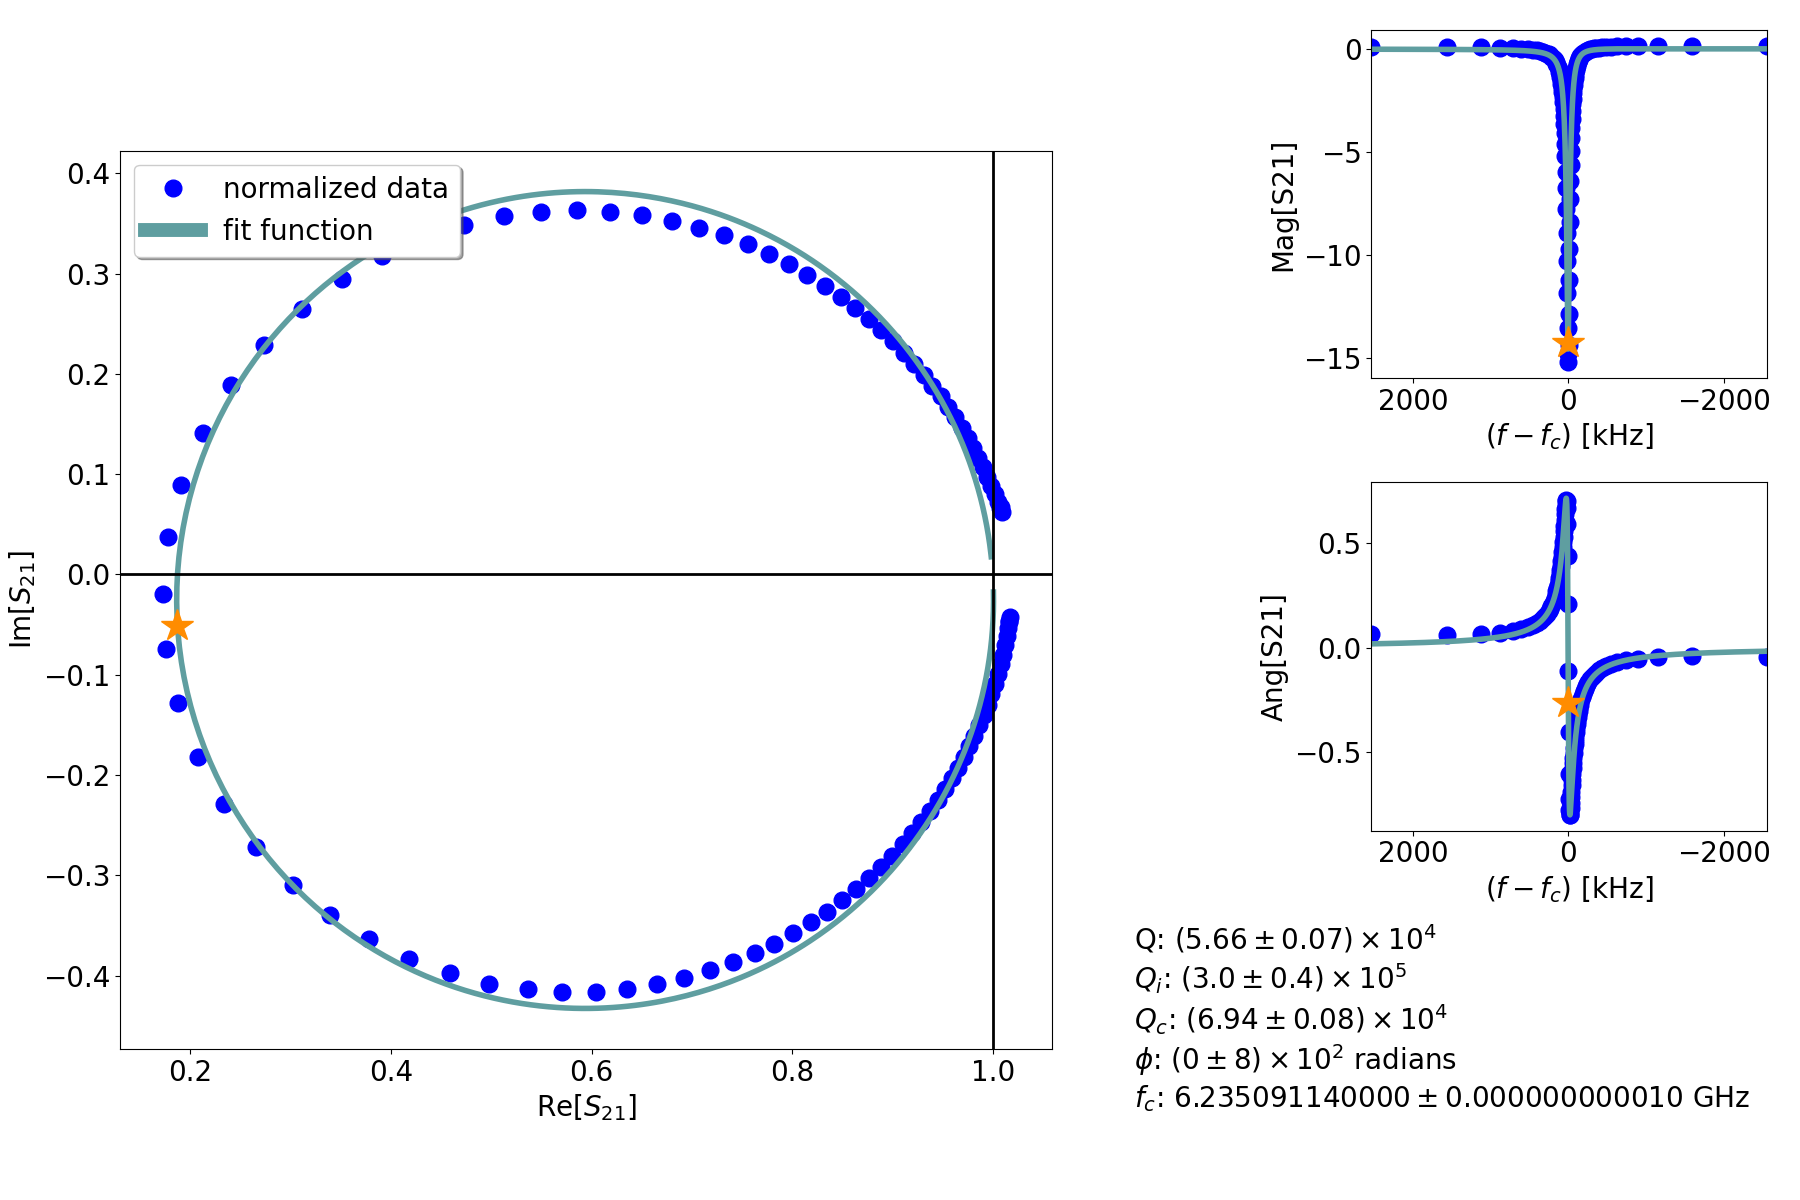 normalized data
fit function
0.4
0.3
0.2
0.1
0.0
−0.1
−0.2
−0.3
−0.4
Im[S21]
0.2
0.4
0.6
0.8
1.0
Re[S21]
0
−5
−10
−15
Mag[S21]
2000
0
−2000
(f − fc) [kHz]
0.5
0.0
−0.5
Ang[S21]
2000
0
−2000
(f − fc) [kHz]
Q: (5.66 ± 0.07) × 10^4
Qi: (3.0 ± 0.4) × 10^5
Qc: (6.94 ± 0.08) × 10^4
ϕ: (0 ± 8) × 10^2 radians
fc: 6.235091140000 ± 0.000000000010 GHz